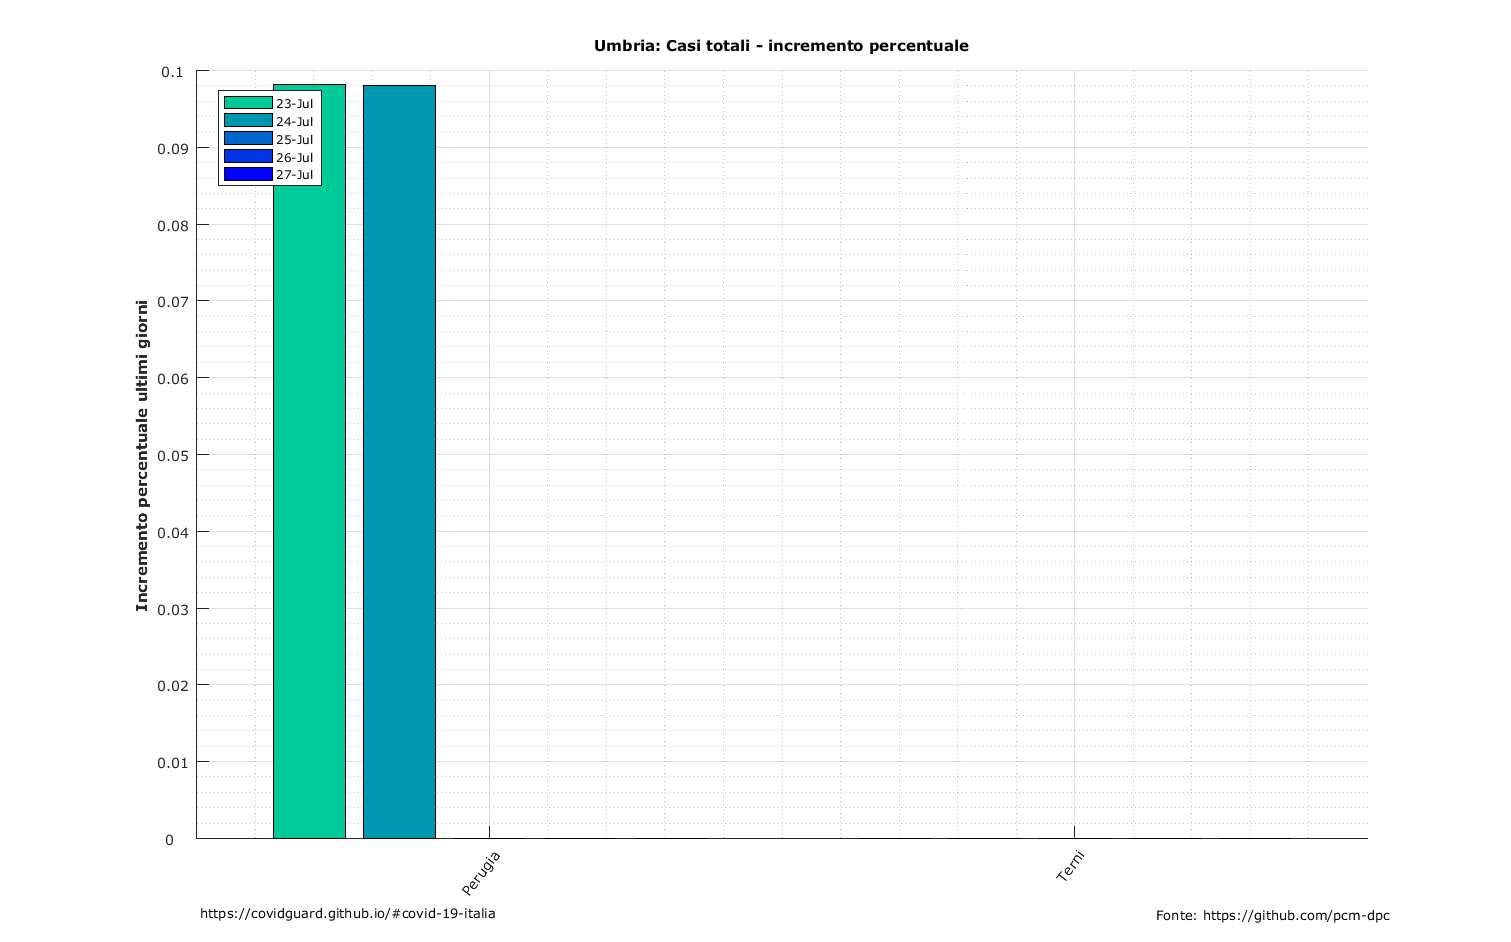 Umbria: Casi totali - incremento percentuale
Incremento percentuale ultimi giorni
0.1
0.09
0.08
0.07
0.06
0.05
0.04
0.03
0.02
0.01
0
23-Jul
24-Jul
25-Jul
26-Jul
27-Jul
Perugia
Terni
https://covidguard.github.io/#covid-19-italia
Fonte: https://github.com/pcm-dpc